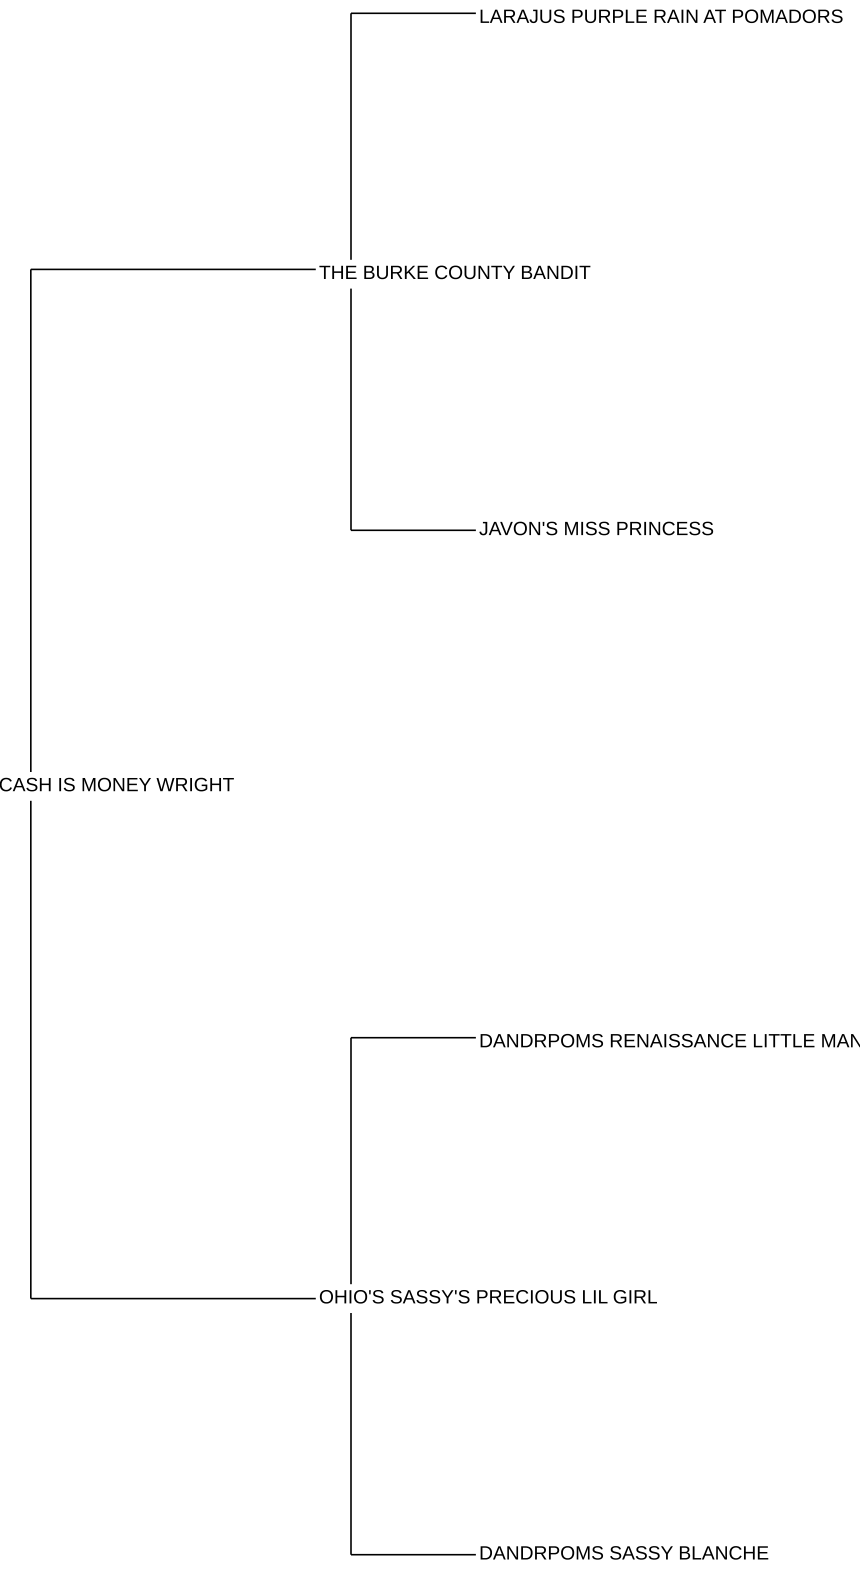 LARAJUS PURPLE RAIN AT POMADORS
THE BURKE COUNTY BANDIT
JAVON'S MISS PRINCESS
CASH IS MONEY WRIGHT
DANDRPOMS RENAISSANCE LITTLE MAN
OHIO'S SASSY'S PRECIOUS LIL GIRL
DANDRPOMS SASSY BLANCHE